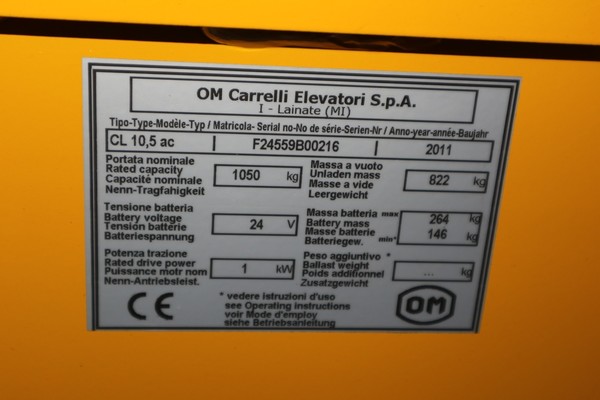 OM Carrelli Elevatori S.p.A.
I - Lainate (MI)
Tipo-Type-Modèle-Typ / Matricola- Serial no-No de série-Serien-Nr / Anno-year-année-Baujahr
CL 10,5 ac | F24559B00216 | 2011
Portata nominale
Rated capacity
Capacité nominale
Nenn-Tragfähigkeit
1050 kg
Massa a vuoto
Unladen mass
Masse a vide
Leergewicht
822 kg
Tensione batteria
Battery voltage
Tension batterie
Batteriespannung
24 V
Massa batteria max
Battery mass
Masse batterie
Batteriegew. min*
264 kg
146 kg
Potenza trazione
Rated drive power
Puissance motr nom
Nenn-Antriebsleist.
1 kW
Peso aggiuntivo *
Ballast weight
Poids additionnel
Zusatzgewicht
... kg
CE
* vedere istruzioni d'uso
see Operating instructions
voir Mode d'employ
siehe Betriebsanleitung
OM